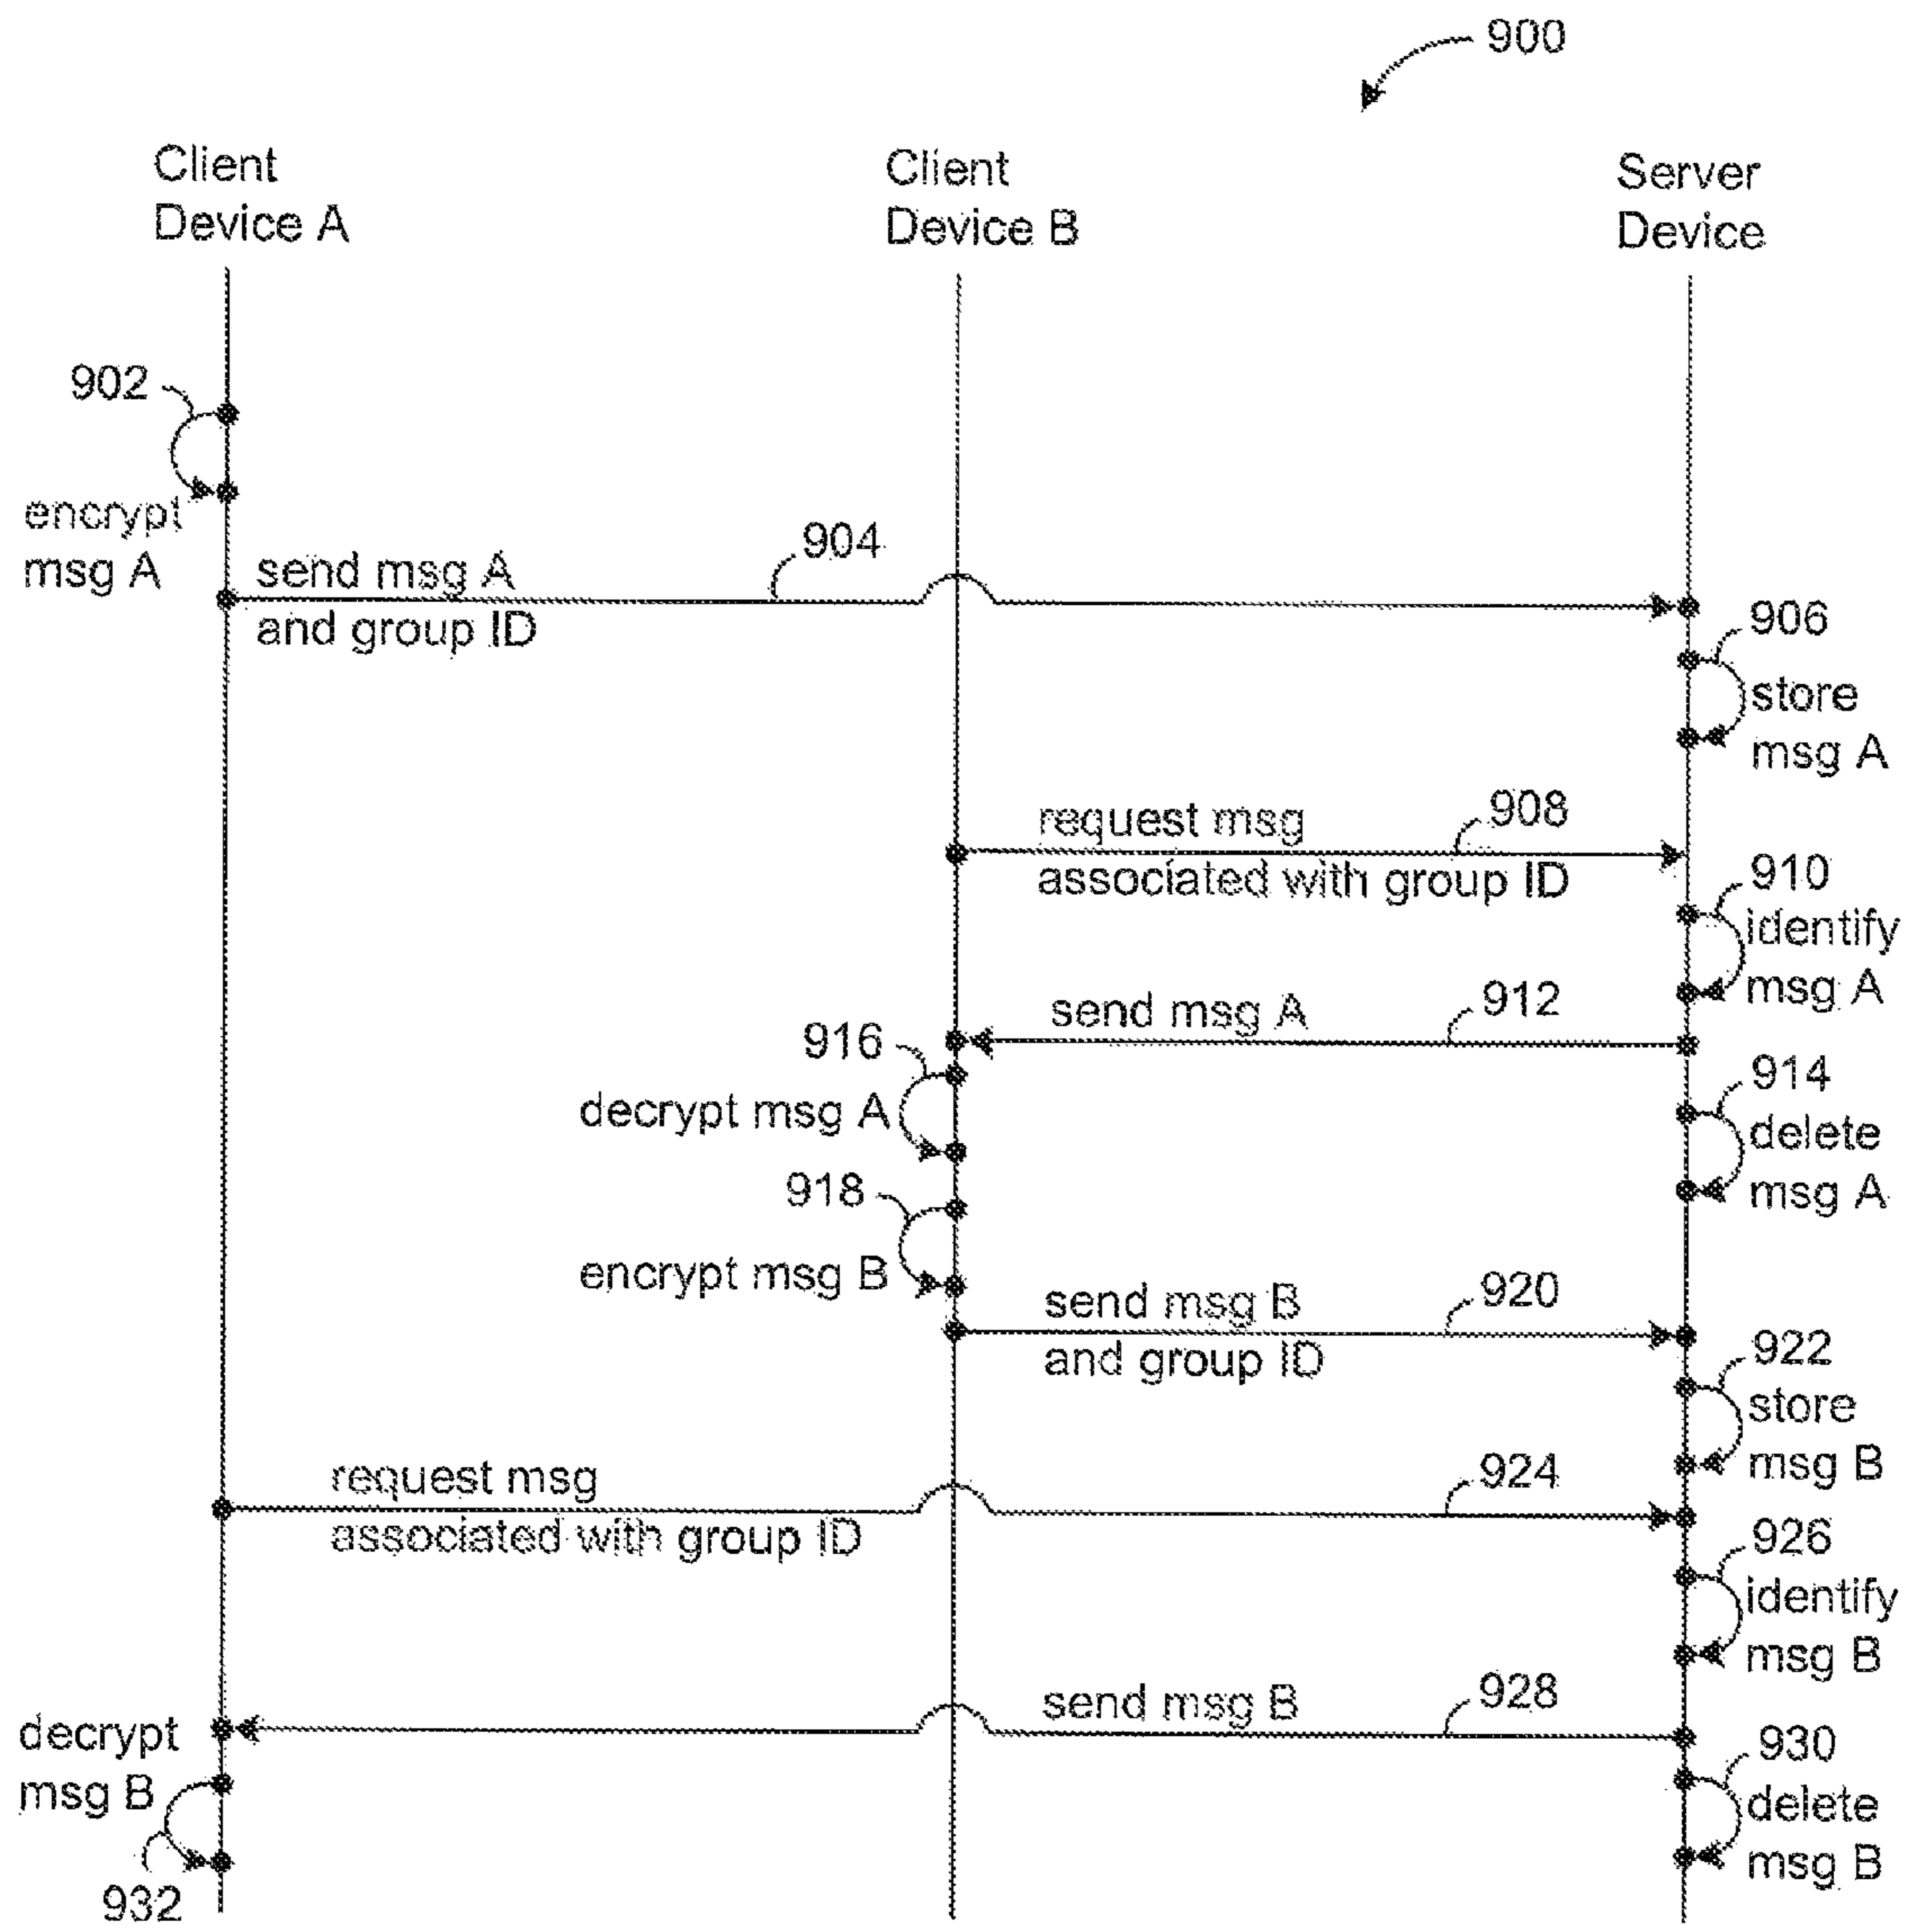 900
Client
Device A
Client
Device B
Server
Device
902
encrypt
msg A
904
send msg A
and group ID
906
store
msg A
908
request msg
associated with group ID
910
identify
msg A
912
send msg A
914
delete
msg A
916
decrypt msg A
918
encrypt msg B
920
send msg B
and group ID
922
store
msg B
924
request msg
associated with group ID
926
identify
msg B
928
send msg B
930
delete
msg B
decrypt
msg B
932